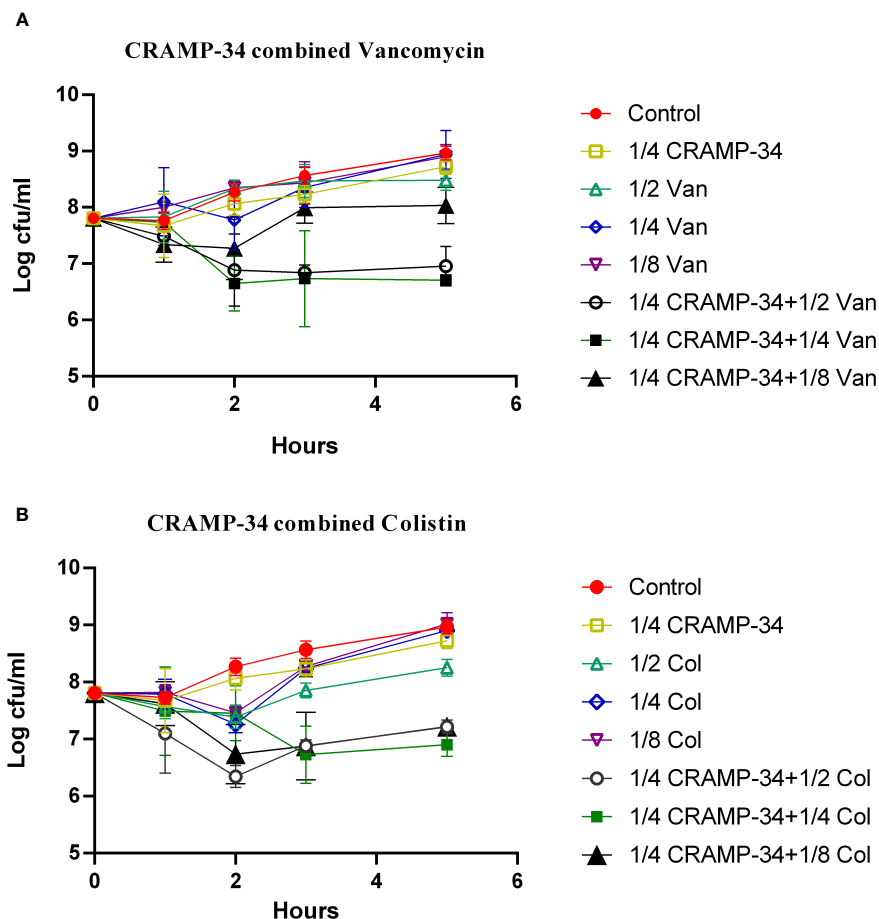 A
CRAMP-34 combined Vancomycin
10
9
8
7
6
5
Log cfu/ml
0
2
4
6
Hours
Control
1/4 CRAMP-34
1/2 Van
1/4 Van
1/8 Van
1/4 CRAMP-34+1/2 Van
1/4 CRAMP-34+1/4 Van
1/4 CRAMP-34+1/8 Van
B
CRAMP-34 combined Colistin
10
9
8
7
6
5
Log cfu/ml
0
2
4
6
Hours
Control
1/4 CRAMP-34
1/2 Col
1/4 Col
1/8 Col
1/4 CRAMP-34+1/2 Col
1/4 CRAMP-34+1/4 Col
1/4 CRAMP-34+1/8 Col